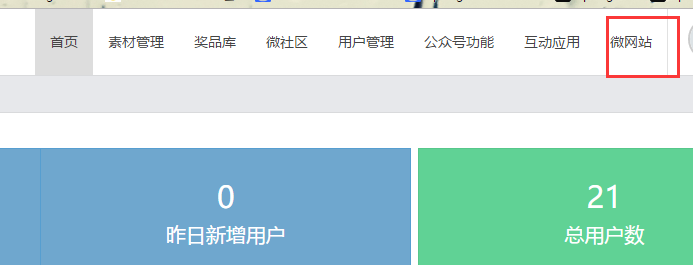 首页 素材管理 奖品库 微社区 用户管理 公众号功能 互动应用 微网站
0 21
昨日新增用户 总用户数